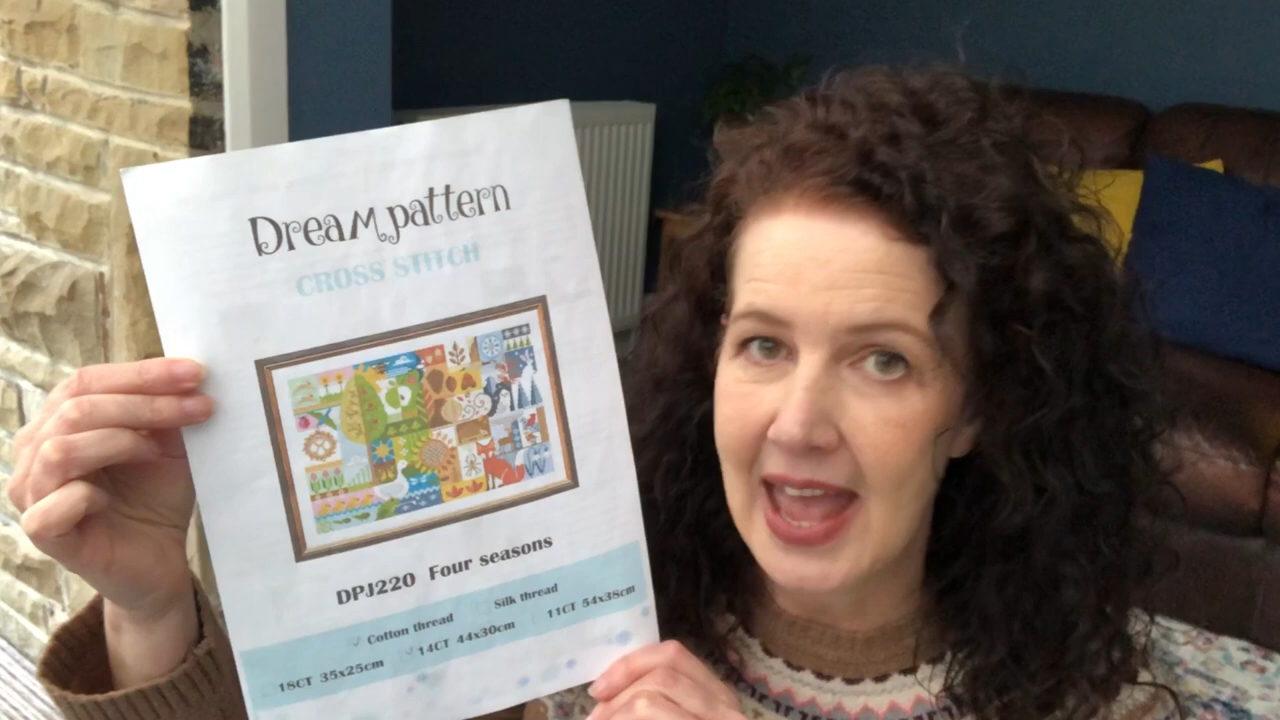 Dream pattern
CROSS STITCH
DPJ220 Four seasons
Cotton thread Silk thread
18CT 35x25cm 14CT 44x30cm 11CT 54x38cm